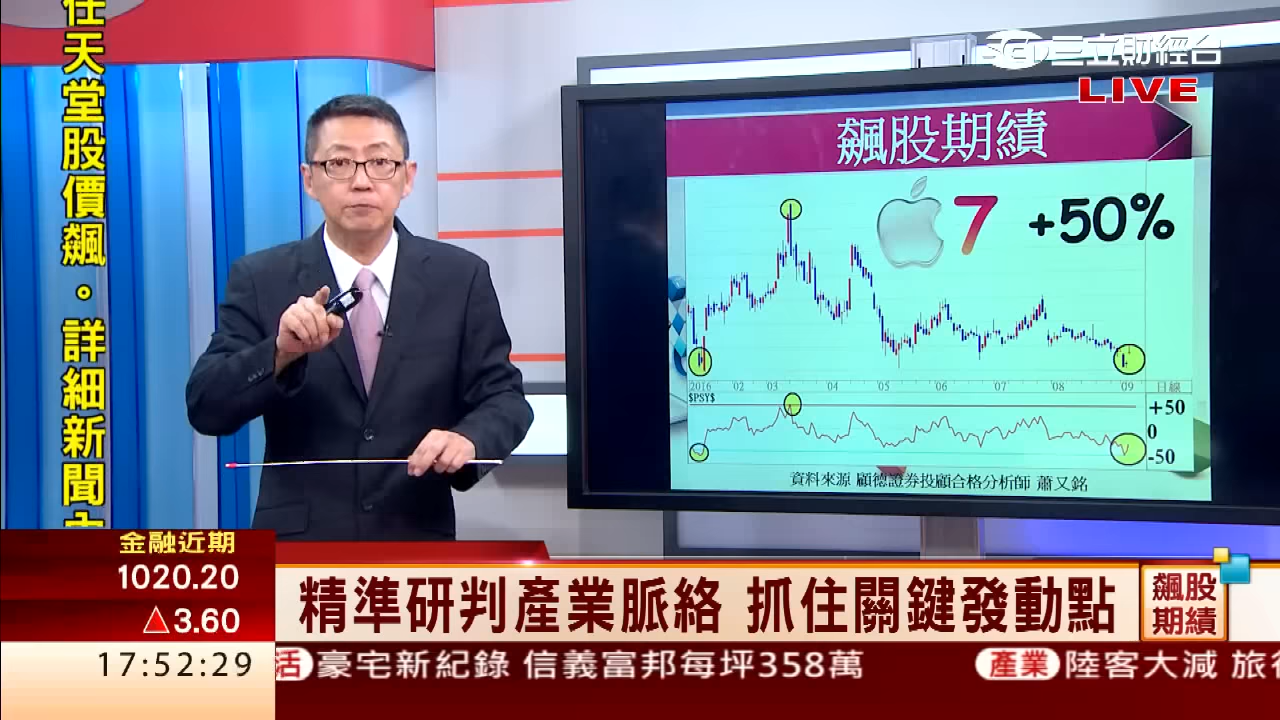 任天堂股價飆。詳細新聞內
三立財經台
LIVE
飆股期績
7 +50%
2016 02 03 04 05 06 07 08 09 日線
$PSY$
+50
0
-50
資料來源 顧德證券投顧合格分析師 蕭又銘
金融近期
1020.20
△3.60
17:52:29
精準研判產業脈絡 抓住關鍵發動點
飆股
期績
活 豪宅新紀錄 信義富邦每坪358萬
產業 陸客大減 旅行